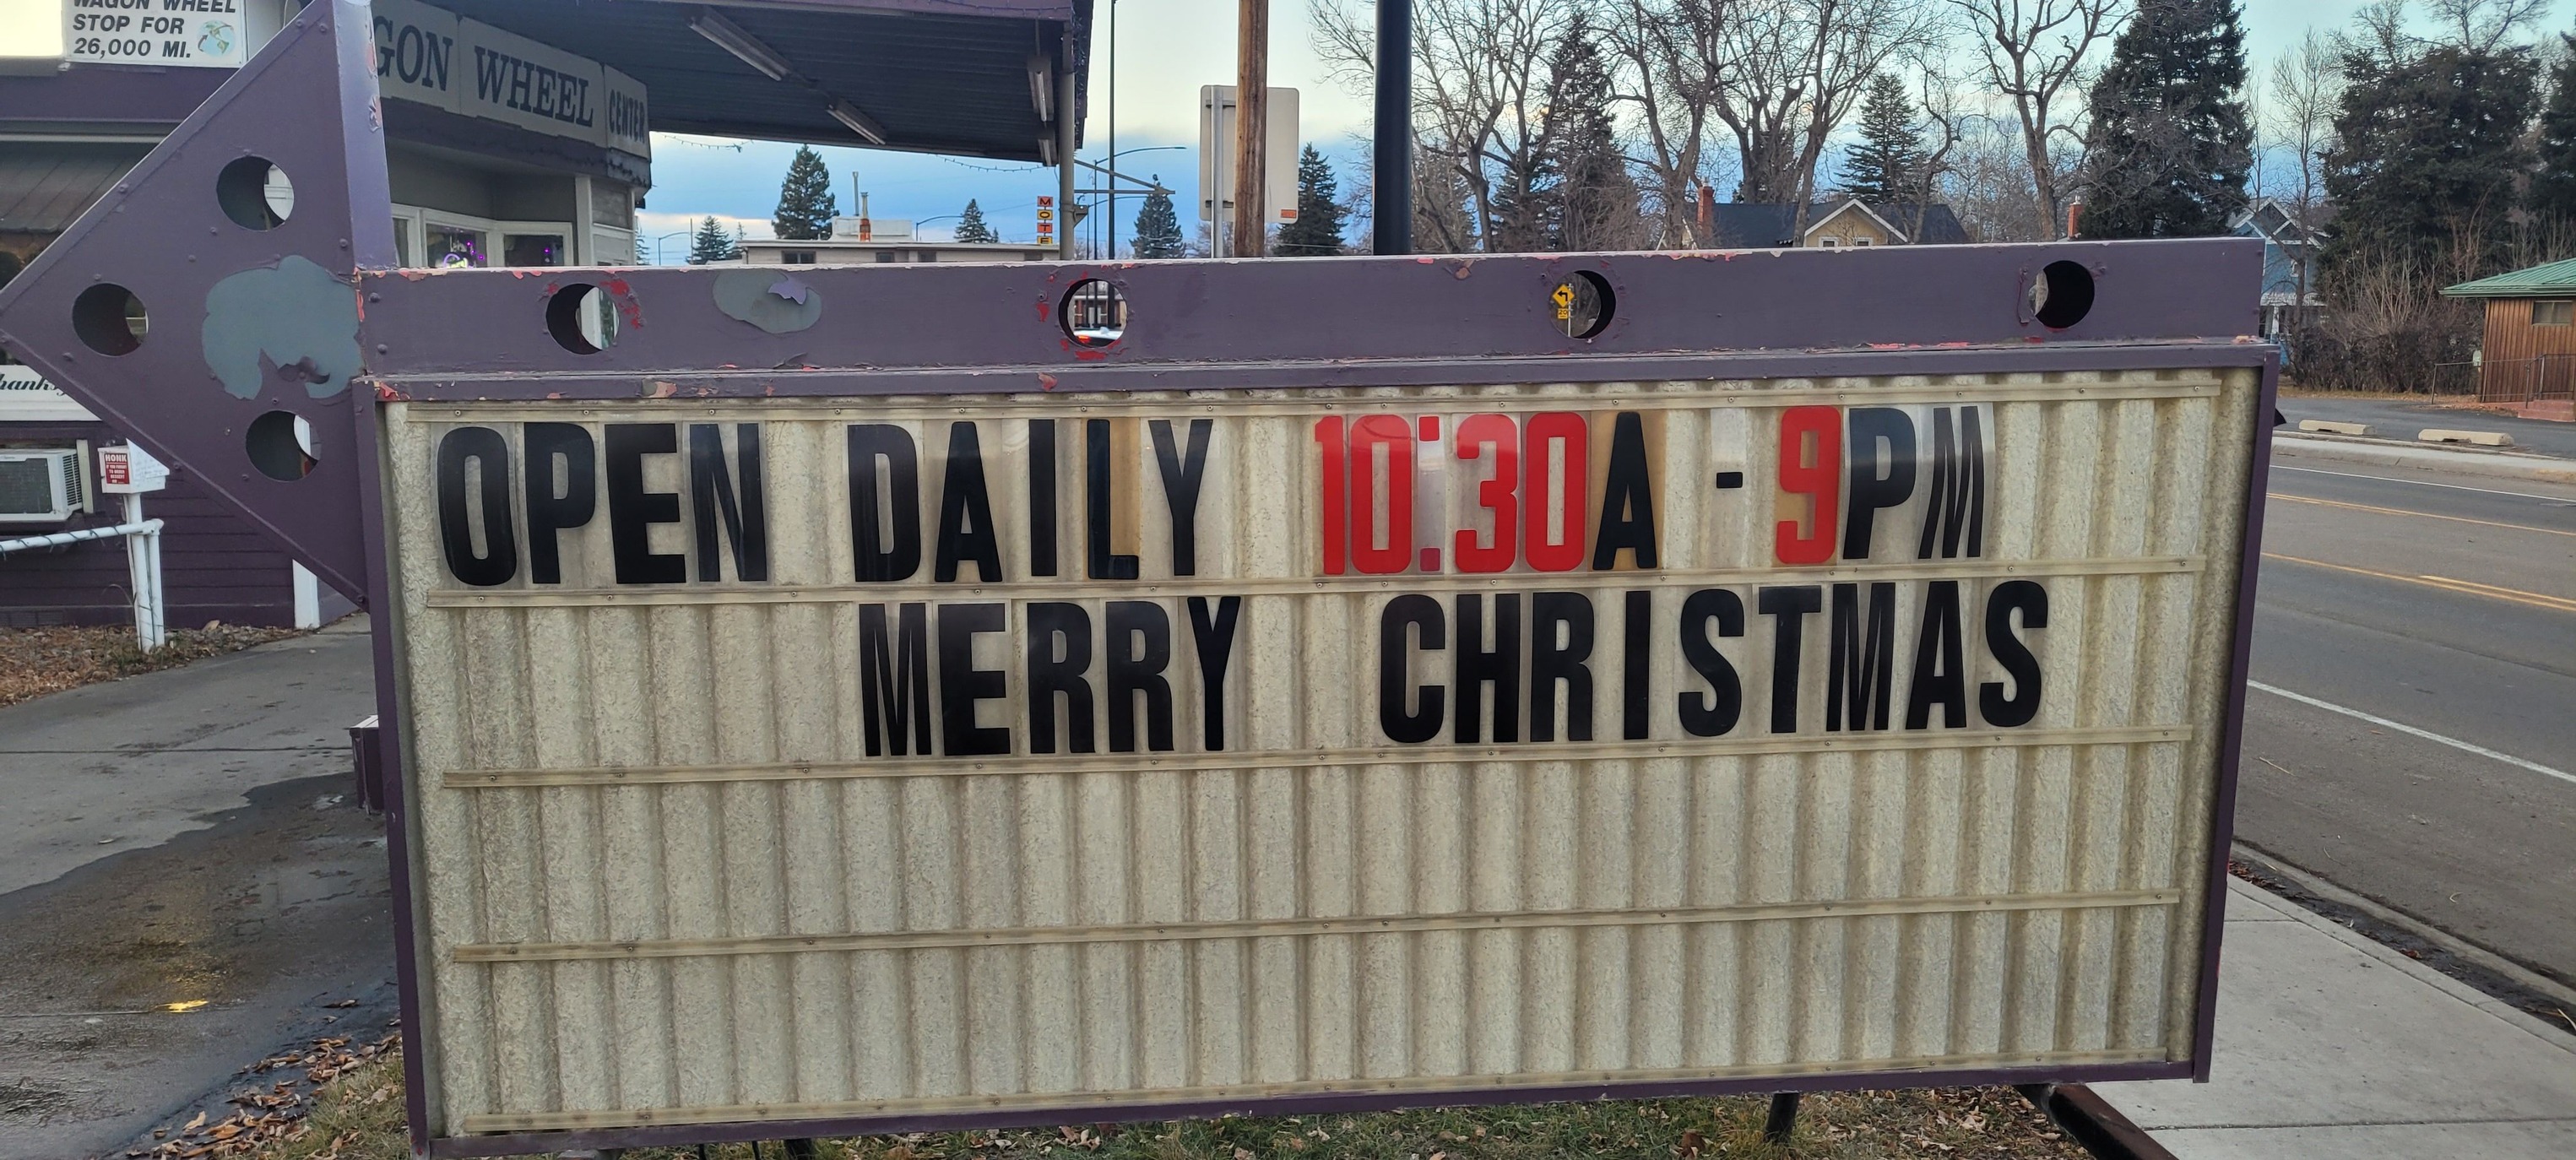 WAGON WHEEL
STOP FOR
26,000 MI.
GON WHEEL CENTER
MOTE
HONK
OPEN DAILY 10:30A - 9PM
MERRY CHRISTMAS